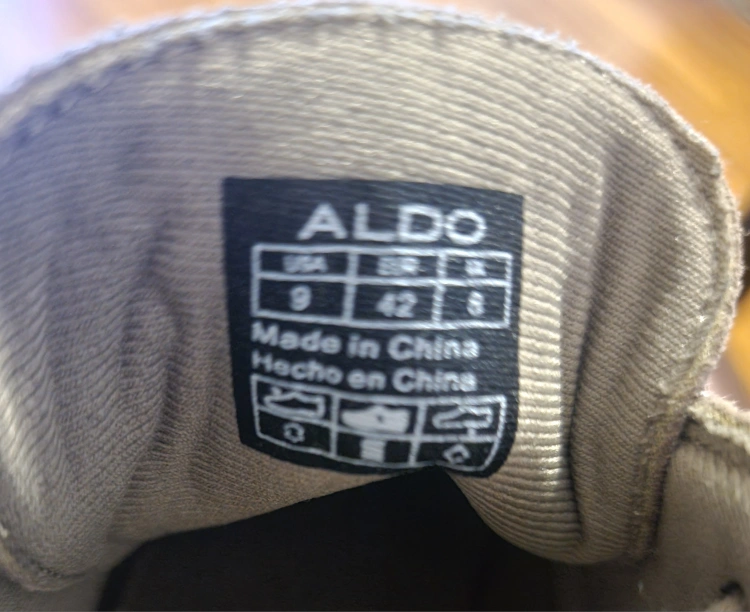 ALDO
USA EUR UK
9 42 8
Made in China
Hecho en China